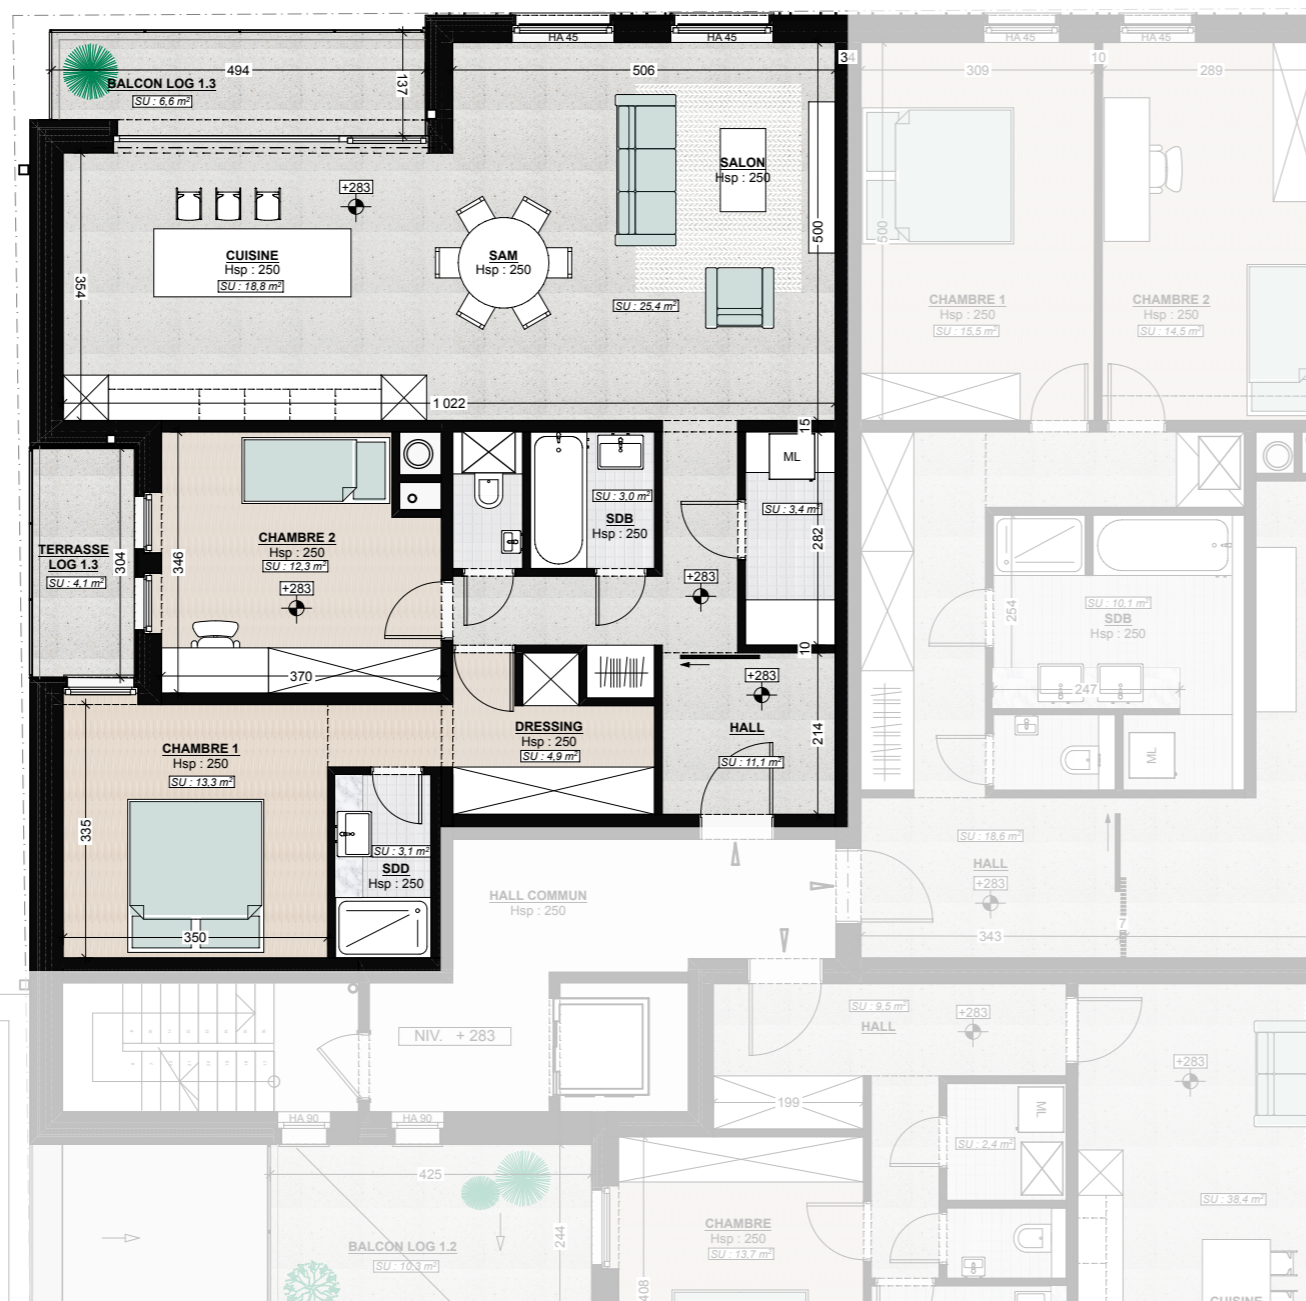 HA 45
HA 45
HA 45
HA 45
494
137
506
34
309
10
289
BALCON LOG 1.3
SU : 6,6 m²
+283
SALON
Hsp : 250
CUISINE
Hsp : 250
SU : 18,8 m²
SAM
Hsp : 250
354
500
500
SU : 25,4 m²
CHAMBRE 1
Hsp : 250
SU : 15,5 m²
CHAMBRE 2
Hsp : 250
SU : 14,5 m²
1 022
15
ML
SU : 3,0 m²
SDB
Hsp : 250
SU : 3,4 m²
282
CHAMBRE 2
Hsp : 250
SU : 12,3 m²
+283
TERRASSE
LOG 1.3
SU : 4,1 m²
304
346
+283
254
SU : 10,1 m²
SDB
Hsp : 250
10
370
+283
247
DRESSING
Hsp : 250
SU : 4,9 m²
HALL
SU : 11,1 m²
214
ML
CHAMBRE 1
Hsp : 250
SU : 13,3 m²
335
SU : 3,1 m²
SDD
Hsp : 250
350
HALL COMMUN
Hsp : 250
SU : 18,6 m²
HALL
+283
343
7
NIV. + 283
SU : 9,5 m²
HALL
+283
+283
199
HA 90
HA 90
ML
SU : 2,4 m²
425
244
BALCON LOG 1.2
SU : 10,3 m²
CHAMBRE
Hsp : 250
SU : 13,7 m²
408
SU : 38,4 m²
CUISINE